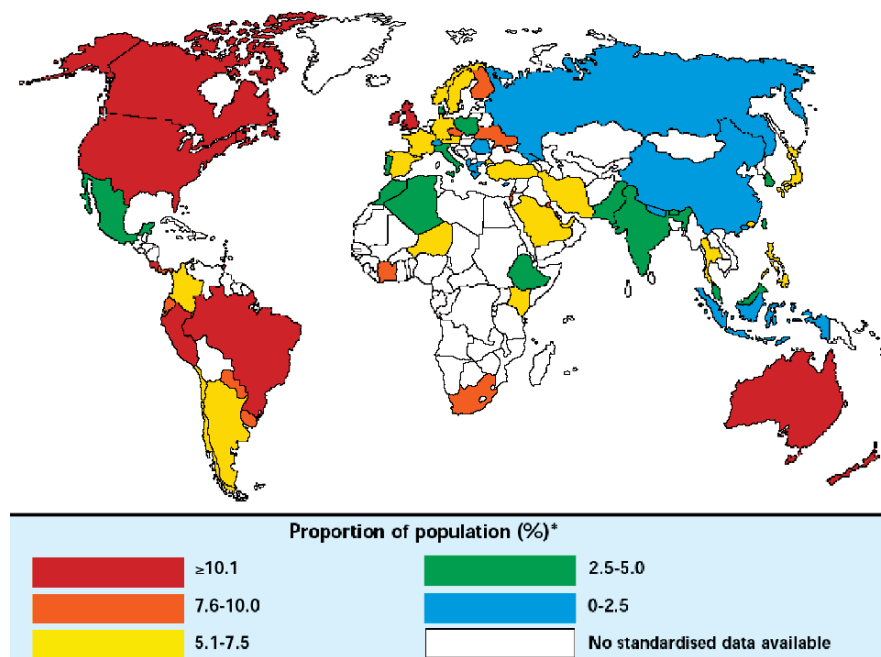 Proportion of population (%)*
≥10.1
2.5-5.0
7.6-10.0
0-2.5
5.1-7.5
No standardised data available